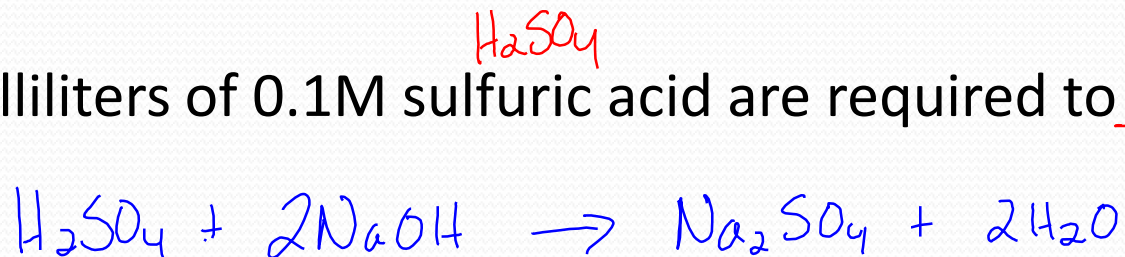 H₂SO₄
lliliters of 0.1M sulfuric acid are required to
H₂SO₄ + 2NaOH → Na₂SO₄ + 2H₂O